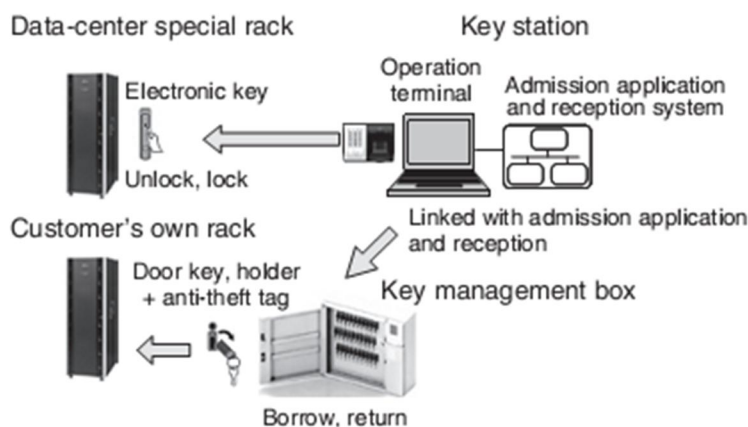 Data-center special rack
Key station
Electronic key
Operation
terminal
Admission application
and reception system
Unlock, lock
Linked with admission application
and reception
Customer's own rack
Door key, holder
+ anti-theft tag
Key management box
Borrow, return